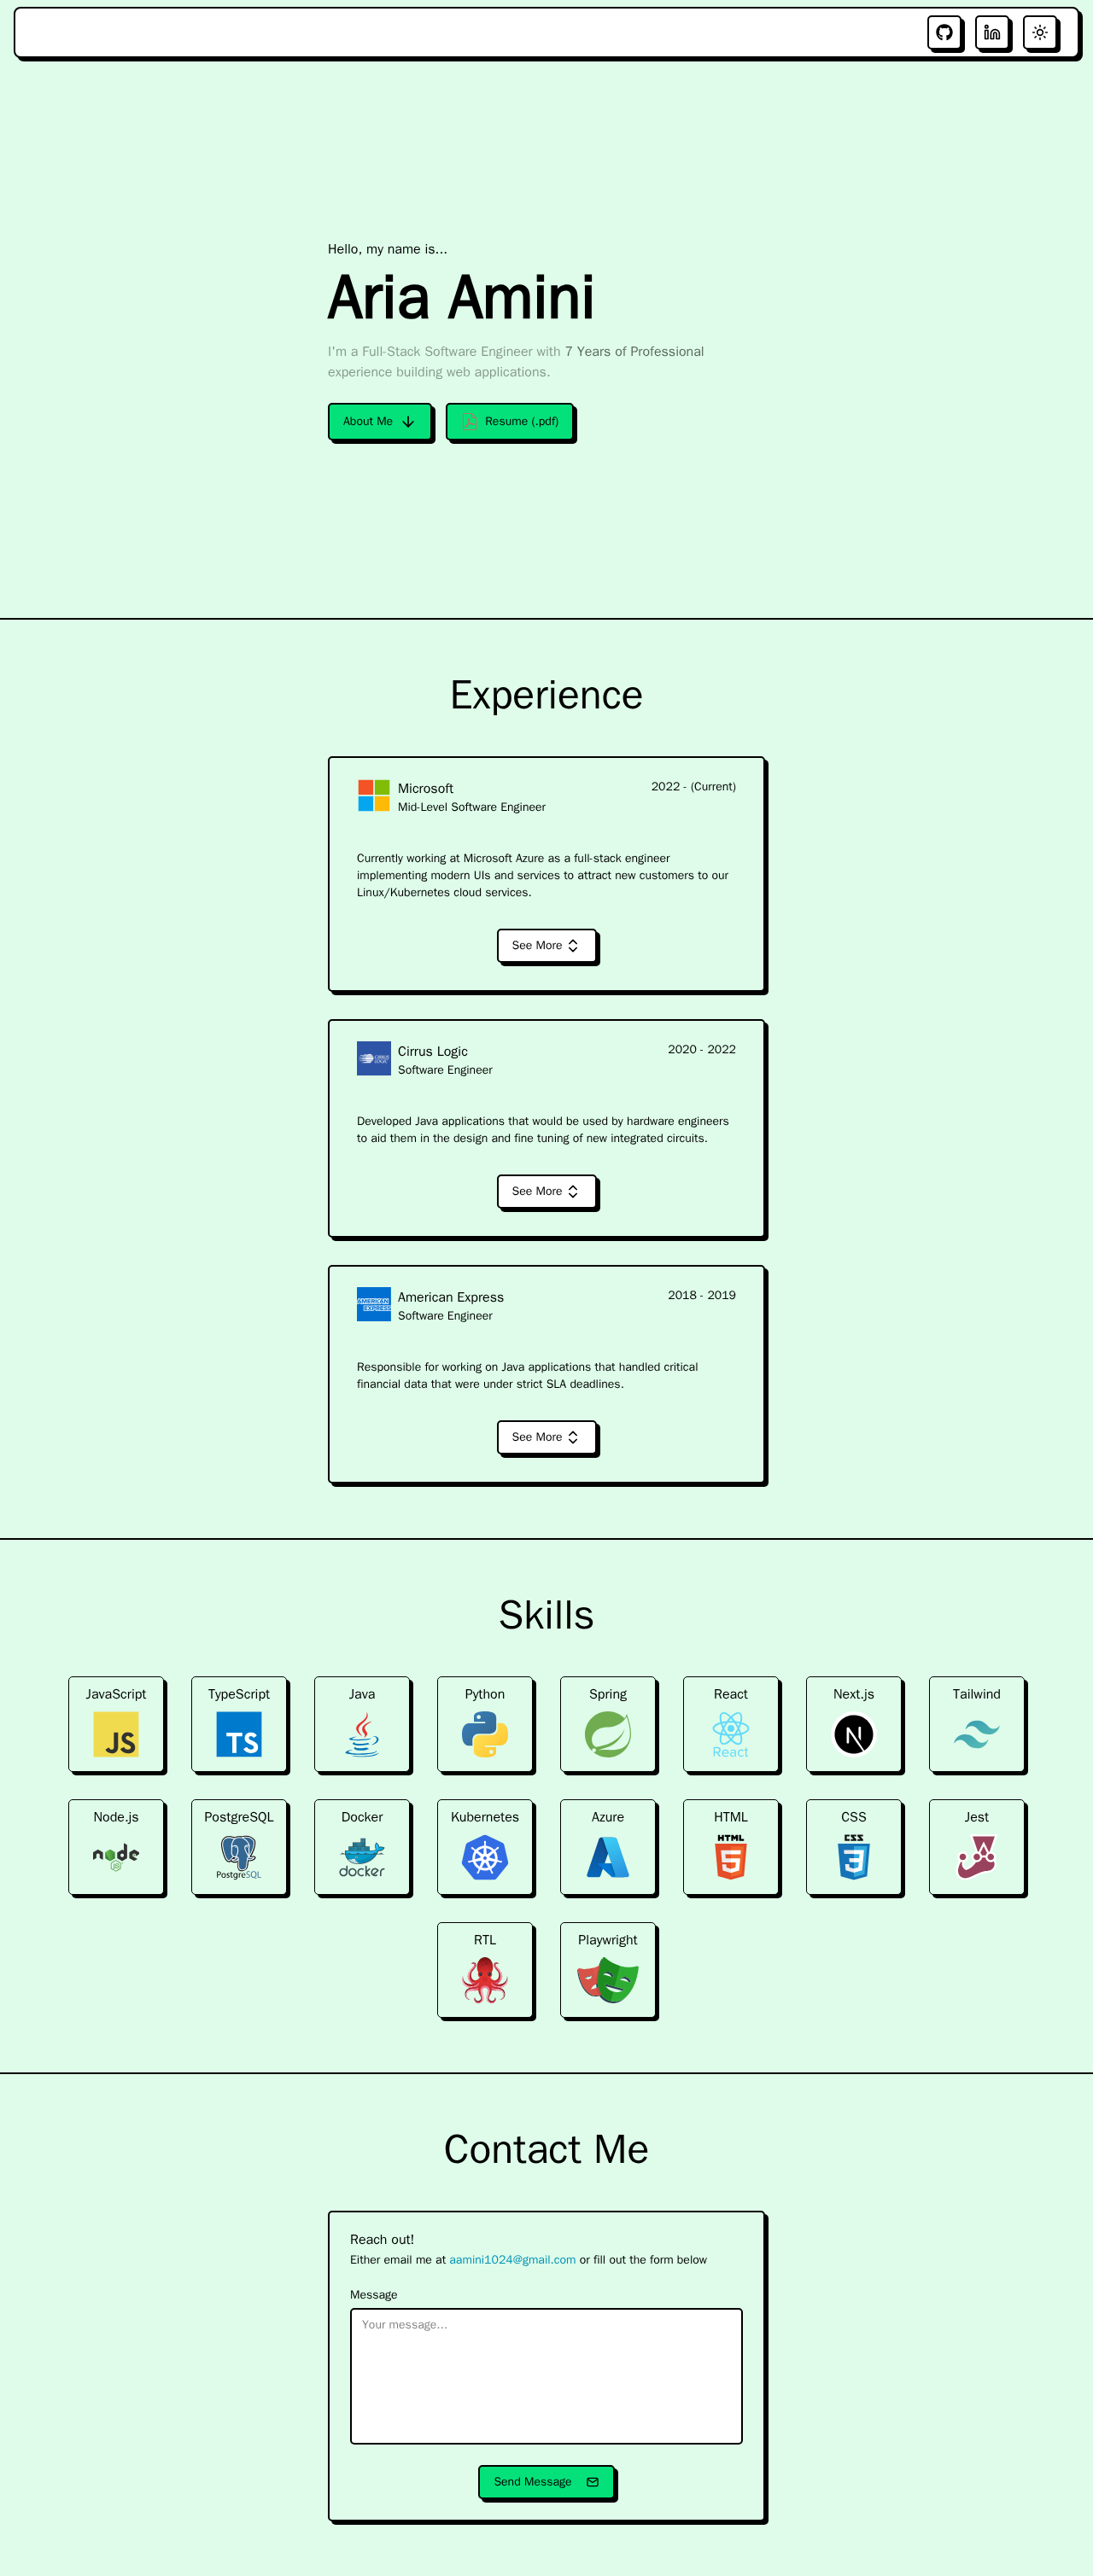 Hello, my name is...
Aria Amini
I'm a Full-Stack Software Engineer with 7 Years of Professional
experience building web applications.
About Me
Resume (.pdf)
Experience
Microsoft
2022 - (Current)
Mid-Level Software Engineer
Currently working at Microsoft Azure as a full-stack engineer
implementing modern UIs and services to attract new customers to our
Linux/Kubernetes cloud services.
See More
Cirrus Logic
2020 - 2022
Software Engineer
CIRRUS LOGIC
Developed Java applications that would be used by hardware engineers
to aid them in the design and fine tuning of new integrated circuits.
See More
American Express
2018 - 2019
Software Engineer
AMERICAN
EXPRESS
Responsible for working on Java applications that handled critical
financial data that were under strict SLA deadlines.
See More
Skills
JavaScript
JS
TypeScript
TS
Java
Python
Spring
React
React
Next.js
N
Tailwind
Node.js
node
JS
PostgreSQL
PostgreSQL
Docker
docker
Kubernetes
Azure
HTML
HTML
5
CSS
CSS
3
Jest
RTL
Playwright
Contact Me
Reach out!
Either email me at aamini1024@gmail.com or fill out the form below
Message
Your message...
Send Message